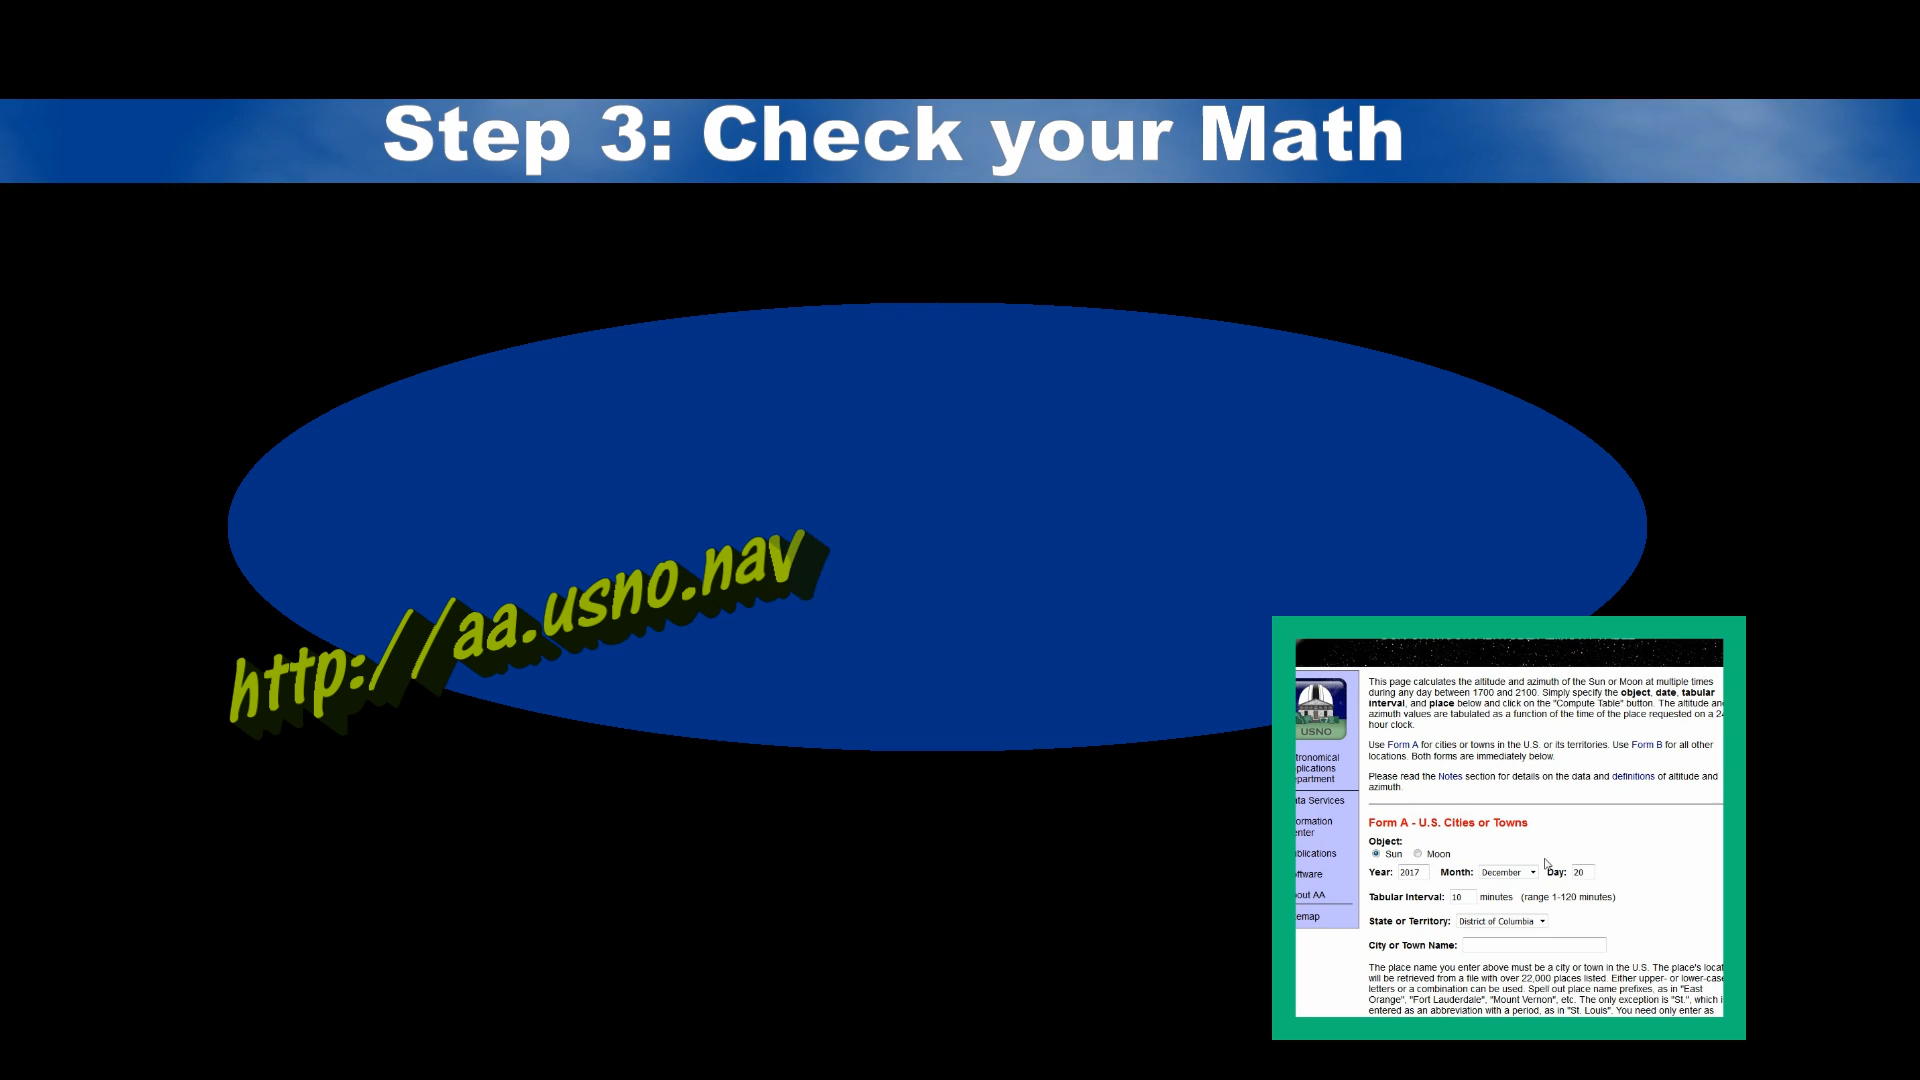 Step 3: Check your Math
http://aa.usno.nav
USNO
tronomical
plications
epartment
ata Services
ormation
enter
ublications
oftware
bout AA
emap
This page calculates the altitude and azimuth of the Sun or Moon at multiple times
during any day between 1700 and 2100. Simply specify the object, date, tabular
interval, and place below and click on the "Compute Table" button. The altitude and
azimuth values are tabulated as a function of the time of the place requested on a 24
hour clock.
Use Form A for cities or towns in the U.S. or its territories. Use Form B for all other
locations. Both forms are immediately below.
Please read the Notes section for details on the data and definitions of altitude and
azimuth.
Form A - U.S. Cities or Towns
Object:
Sun Moon
Year: 2017 Month: December Day: 20
Tabular Interval: 10 minutes (range 1-120 minutes)
State or Territory: District of Columbia
City or Town Name:
The place name you enter above must be a city or town in the U.S. The place's locat
will be retrieved from a file with over 22,000 places listed. Either upper- or lower-case
letters or a combination can be used. Spell out place name prefixes, as in "East
Orange", "Fort Lauderdale", "Mount Vernon", etc. The only exception is "St.", which i
entered as an abbreviation with a period, as in "St. Louis". You need only enter as